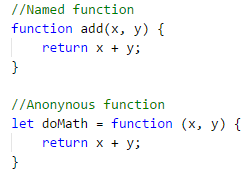 //Named function
function add(x, y) {
    return x + y;
}

//Anonynous function
let doMath = function (x, y) {
    return x + y;
}